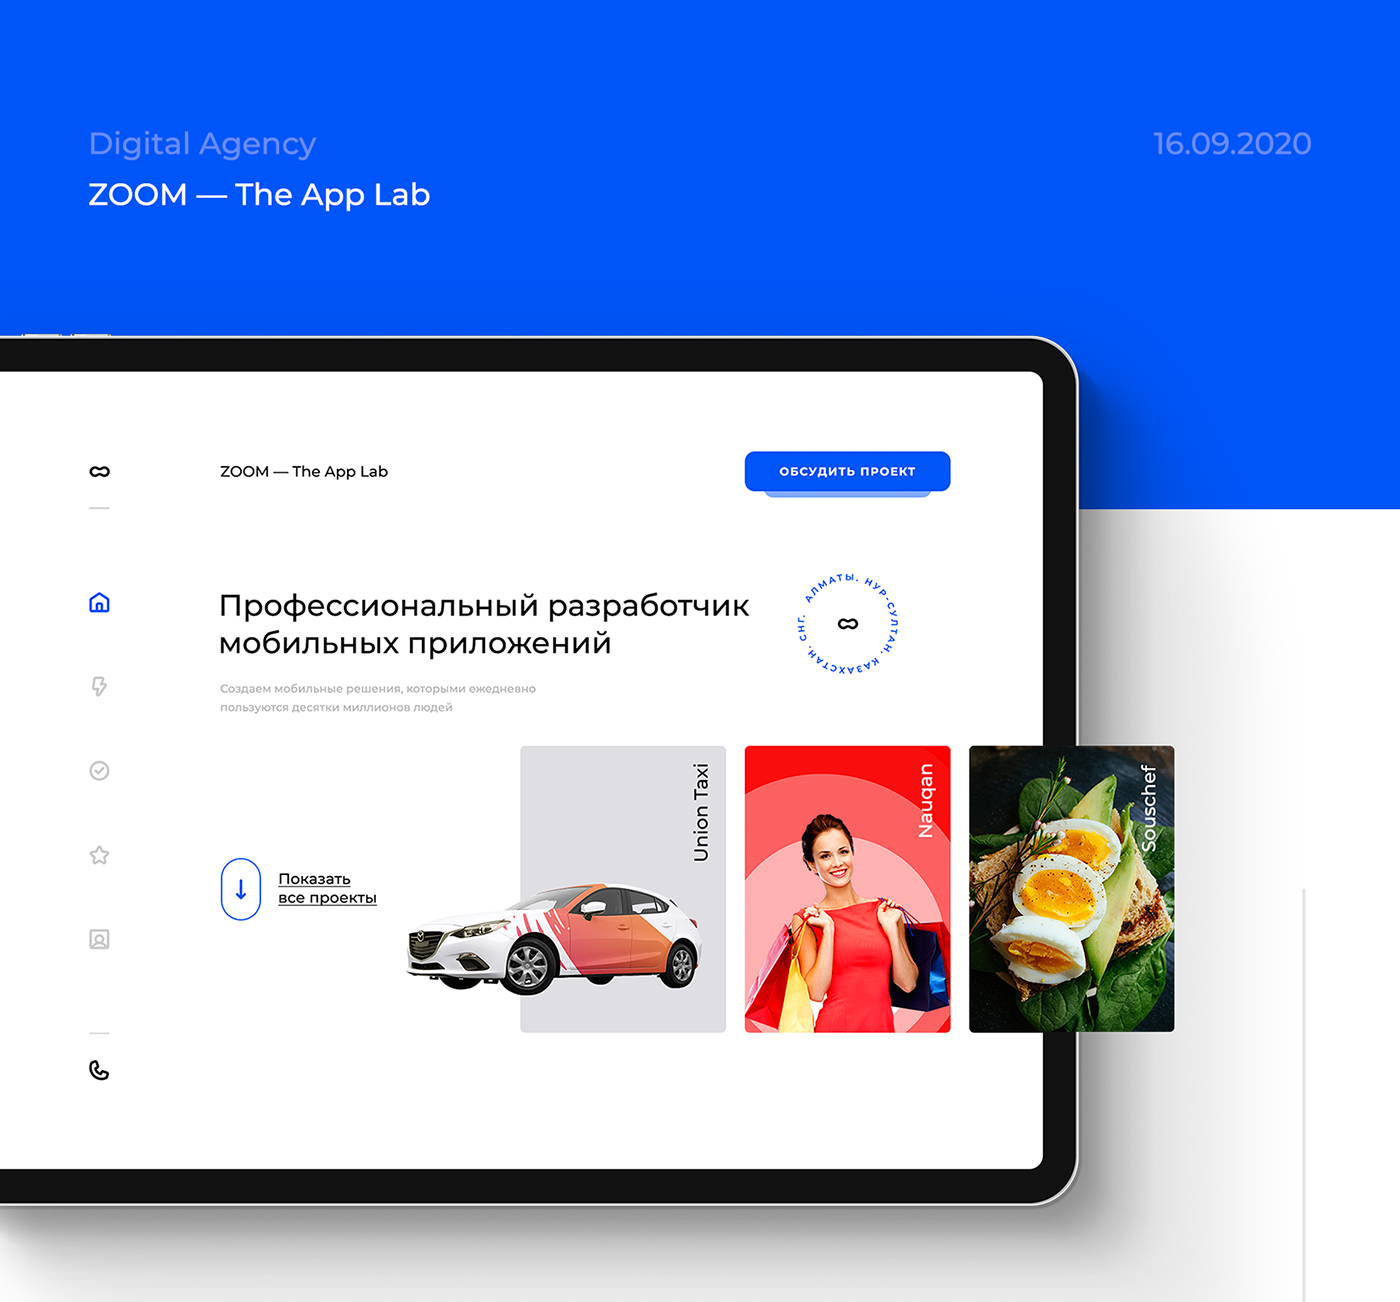 Digital Agency
16.09.2020
ZOOM — The App Lab
ZOOM — The App Lab
ОБСУДИТЬ ПРОЕКТ
Профессиональный разработчик
мобильных приложений
АЛМАТЫ. НУР-СУЛТАН. КАЗАХСТАН. СНГ.
Создаем мобильные решения, которыми ежедневно
пользуются десятки миллионов людей
Показать
все проекты
Union Taxi
Nauqan
Souschef